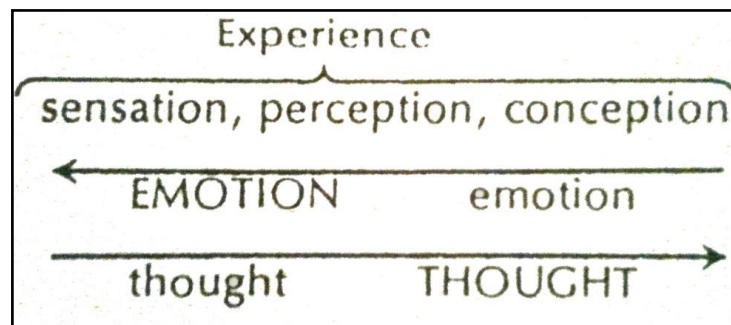 Experience
sensation, perception, conception
EMOTION emotion
thought THOUGHT